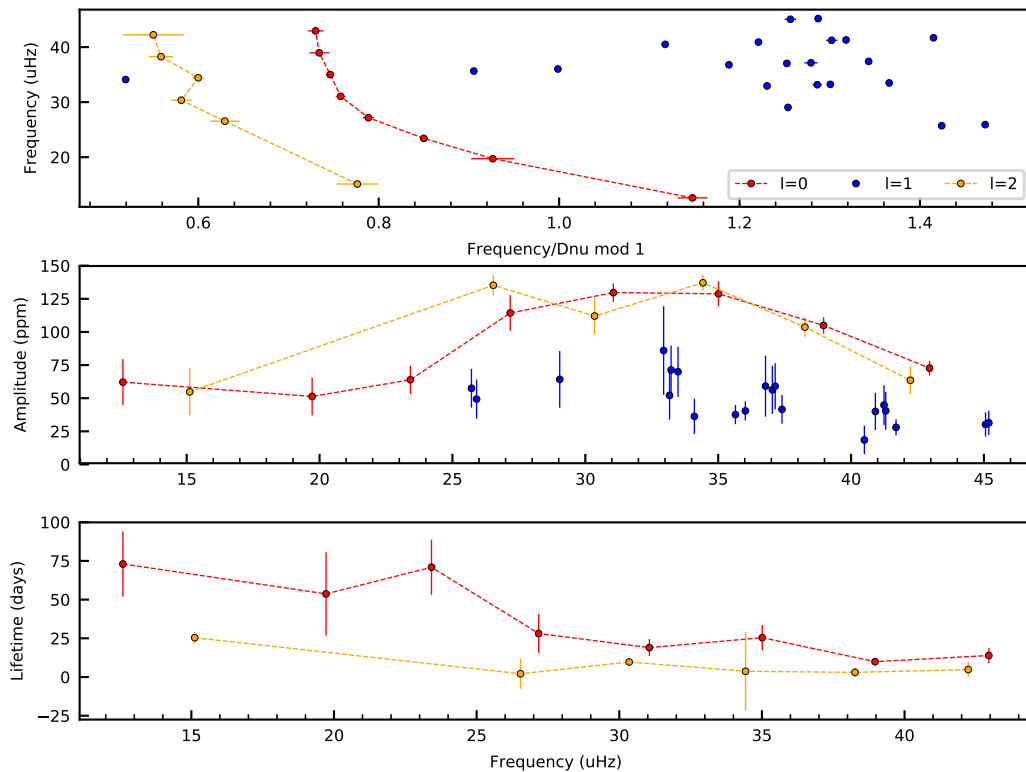 Frequency (uHz)
40
30
20
0.6 0.8 1.0 1.2 1.4
l=0 l=1 l=2
Frequency/Dnu mod 1
Amplitude (ppm)
150
125
100
75
50
25
0
15 20 25 30 35 40 45
Lifetime (days)
100
75
50
25
0
−25
15 20 25 30 35 40
Frequency (uHz)